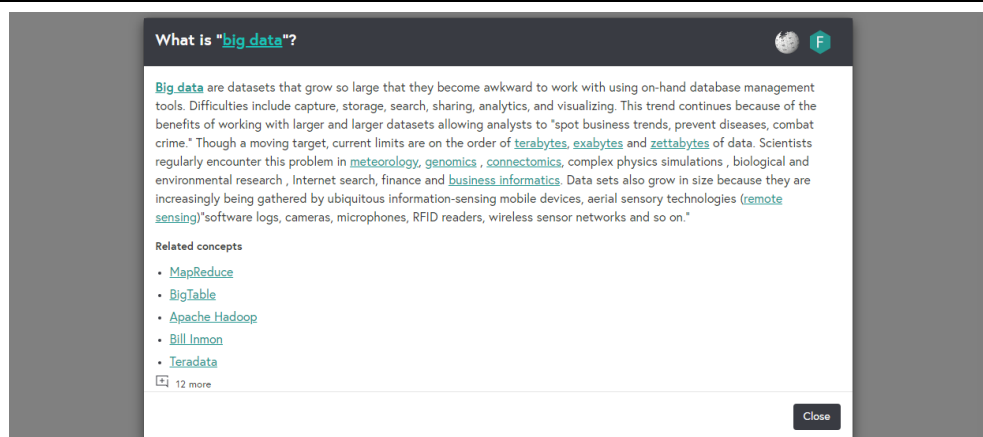 What is "big data"?
F
Big data are datasets that grow so large that they become awkward to work with using on-hand database management
tools. Difficulties include capture, storage, search, sharing, analytics, and visualizing. This trend continues because of the
benefits of working with larger and larger datasets allowing analysts to "spot business trends, prevent diseases, combat
crime." Though a moving target, current limits are on the order of terabytes, exabytes and zettabytes of data. Scientists
regularly encounter this problem in meteorology, genomics , connectomics, complex physics simulations , biological and
environmental research , Internet search, finance and business informatics. Data sets also grow in size because they are
increasingly being gathered by ubiquitous information-sensing mobile devices, aerial sensory technologies (remote
sensing)"software logs, cameras, microphones, RFID readers, wireless sensor networks and so on."
Related concepts
• MapReduce
• BigTable
• Apache Hadoop
• Bill Inmon
• Teradata
12 more
Close